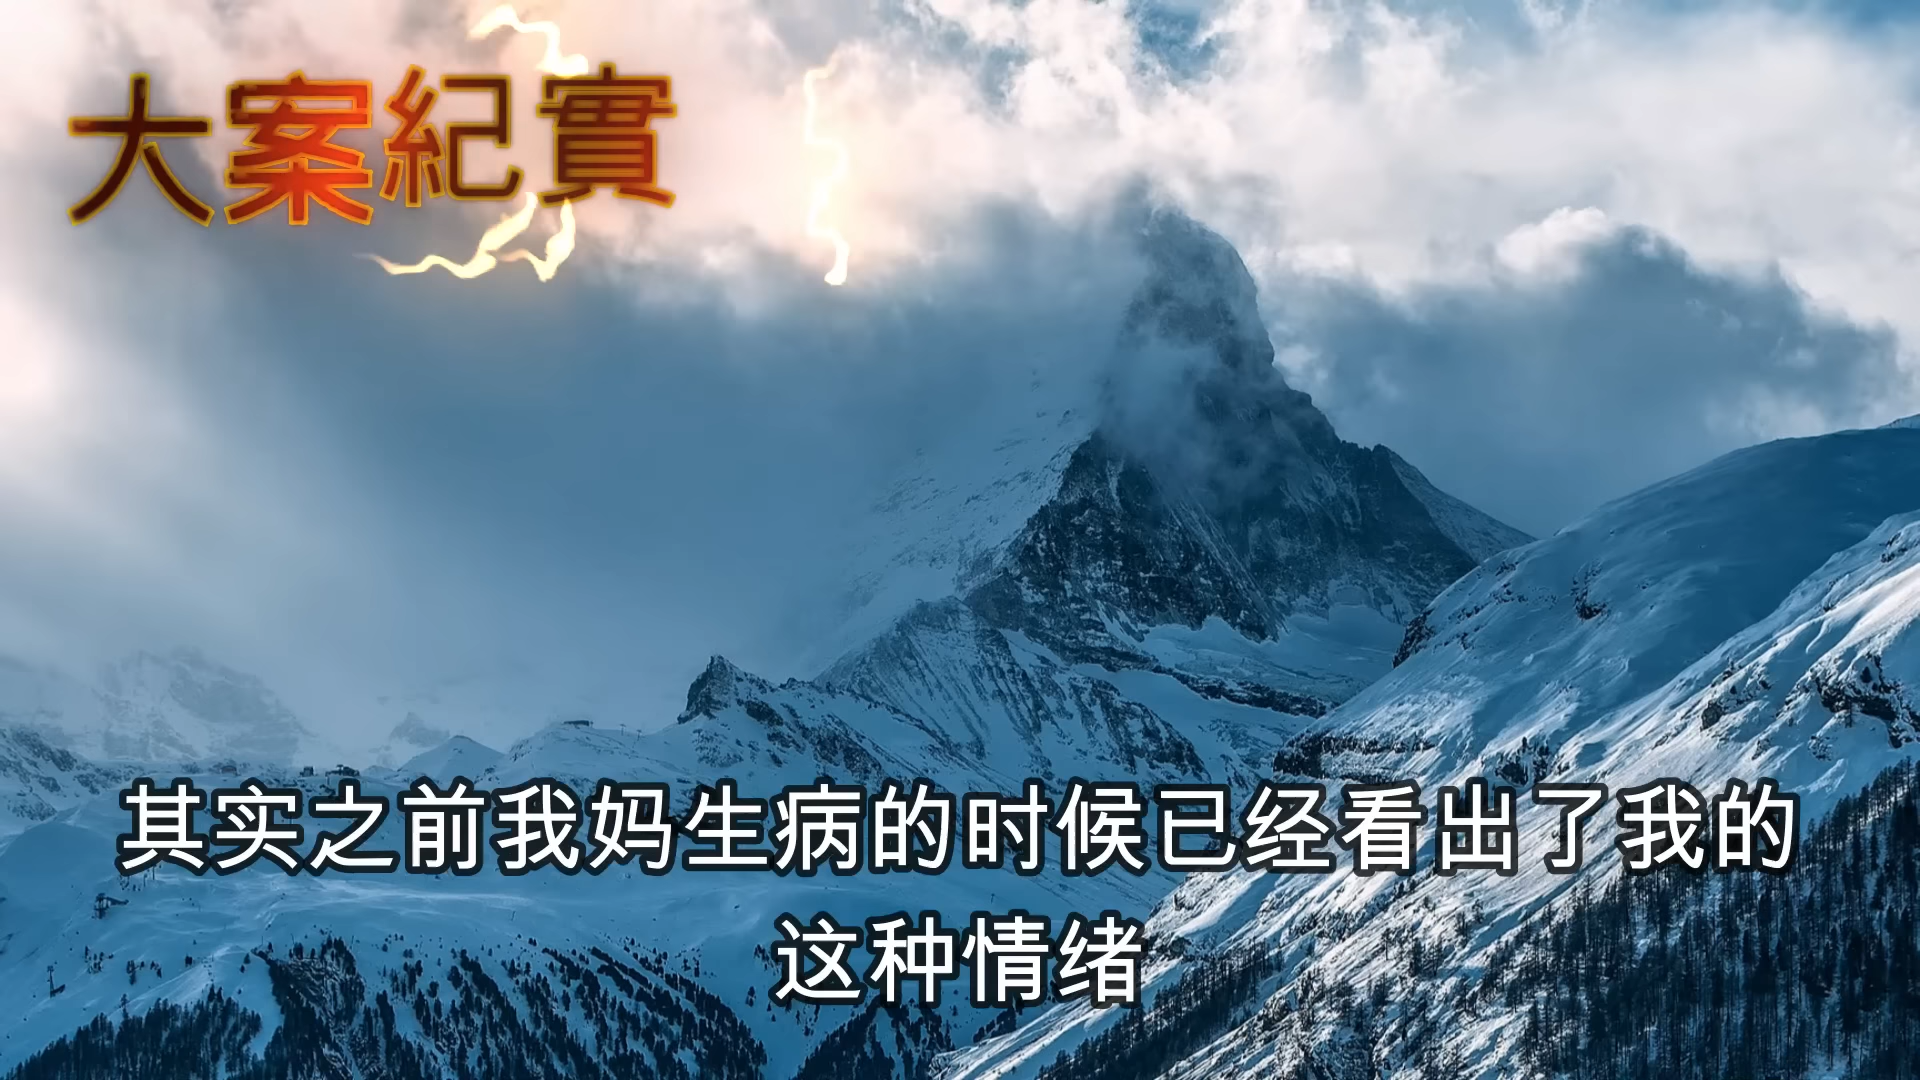 大案紀實
其实之前我妈生病的时候已经看出了我的
这种情绪